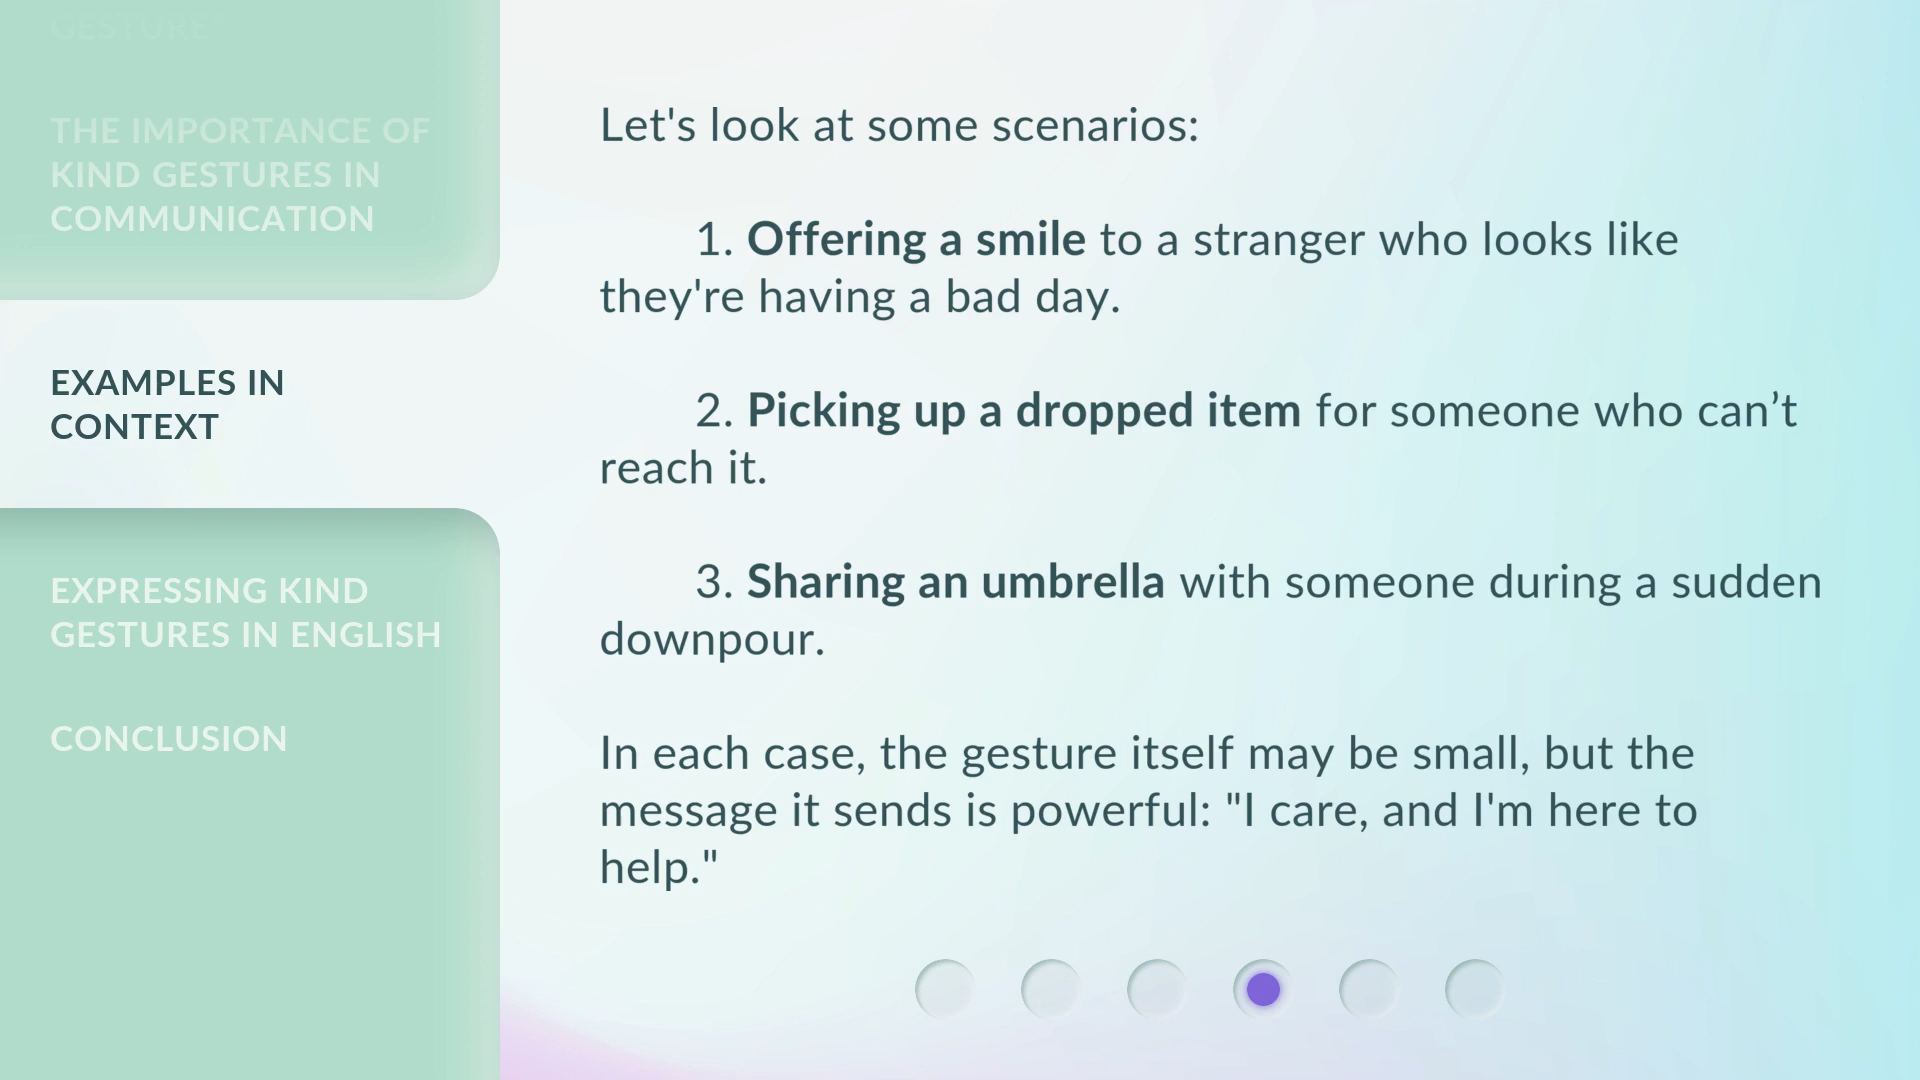 GESTURE"
THE IMPORTANCE OF
KIND GESTURES IN
COMMUNICATION
EXAMPLES IN
CONTEXT
EXPRESSING KIND
GESTURES IN ENGLISH
CONCLUSION
Let's look at some scenarios:
1. Offering a smile to a stranger who looks like
they're having a bad day.
2. Picking up a dropped item for someone who can’t
reach it.
3. Sharing an umbrella with someone during a sudden
downpour.
In each case, the gesture itself may be small, but the
message it sends is powerful: "I care, and I'm here to
help."